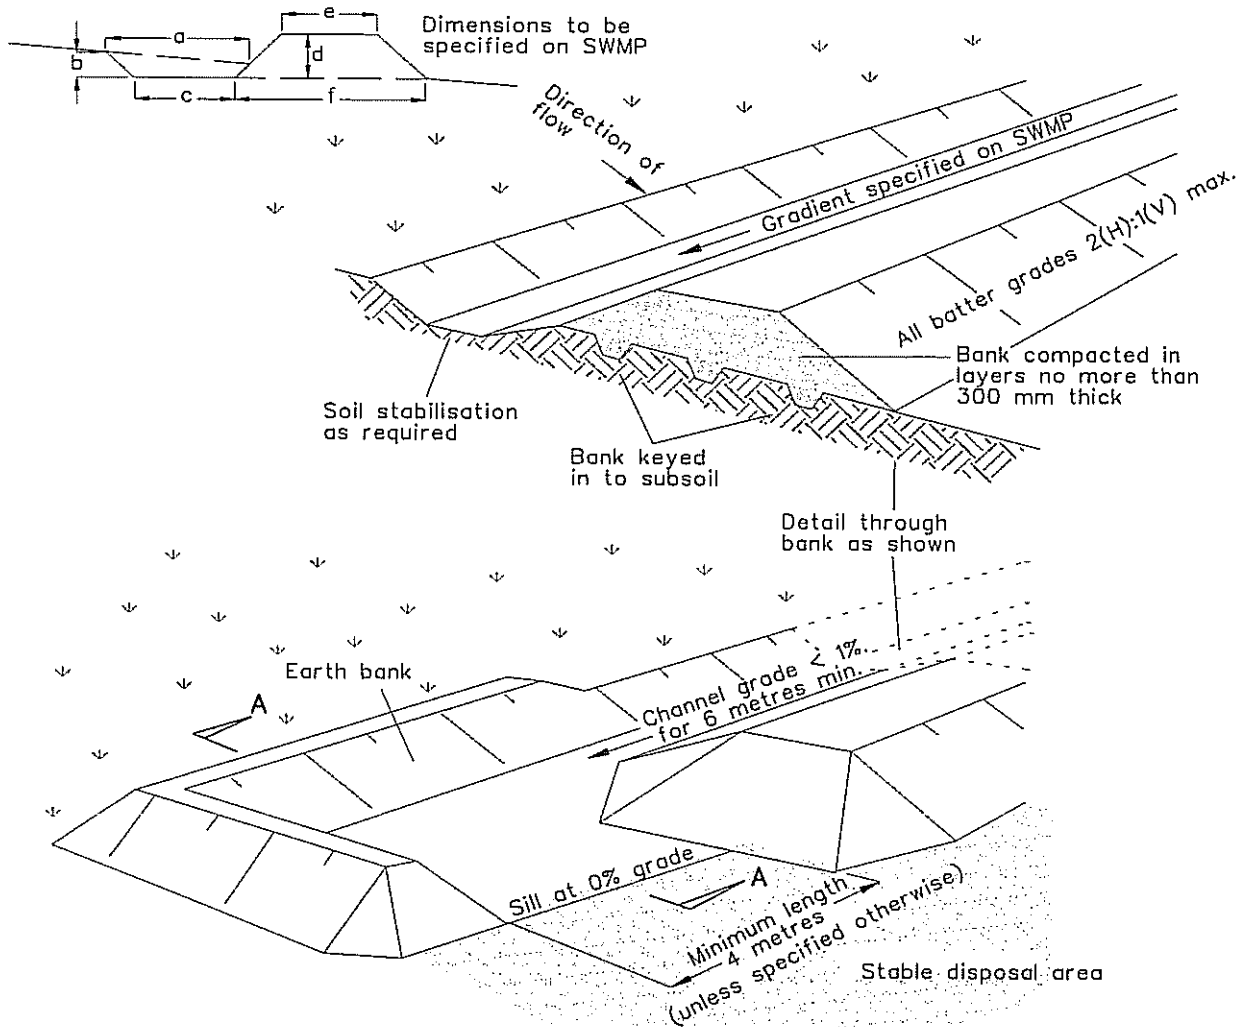 e
Dimensions to be
specified on SWMP
a
b
d
c
f
Direction of
flow
Gradient specified on SWMP
All batter grades 2(H):1(V) max.
Bank compacted in
layers no more than
300 mm thick
Soil stabilisation
as required
Bank keyed
in to subsoil
Detail through
bank as shown
Earth bank
Channel grade < 1%
for 6 metres min.
A
Sill at 0% grade
A
Minimum length
4 metres
(unless specified otherwise)
Stable disposal area